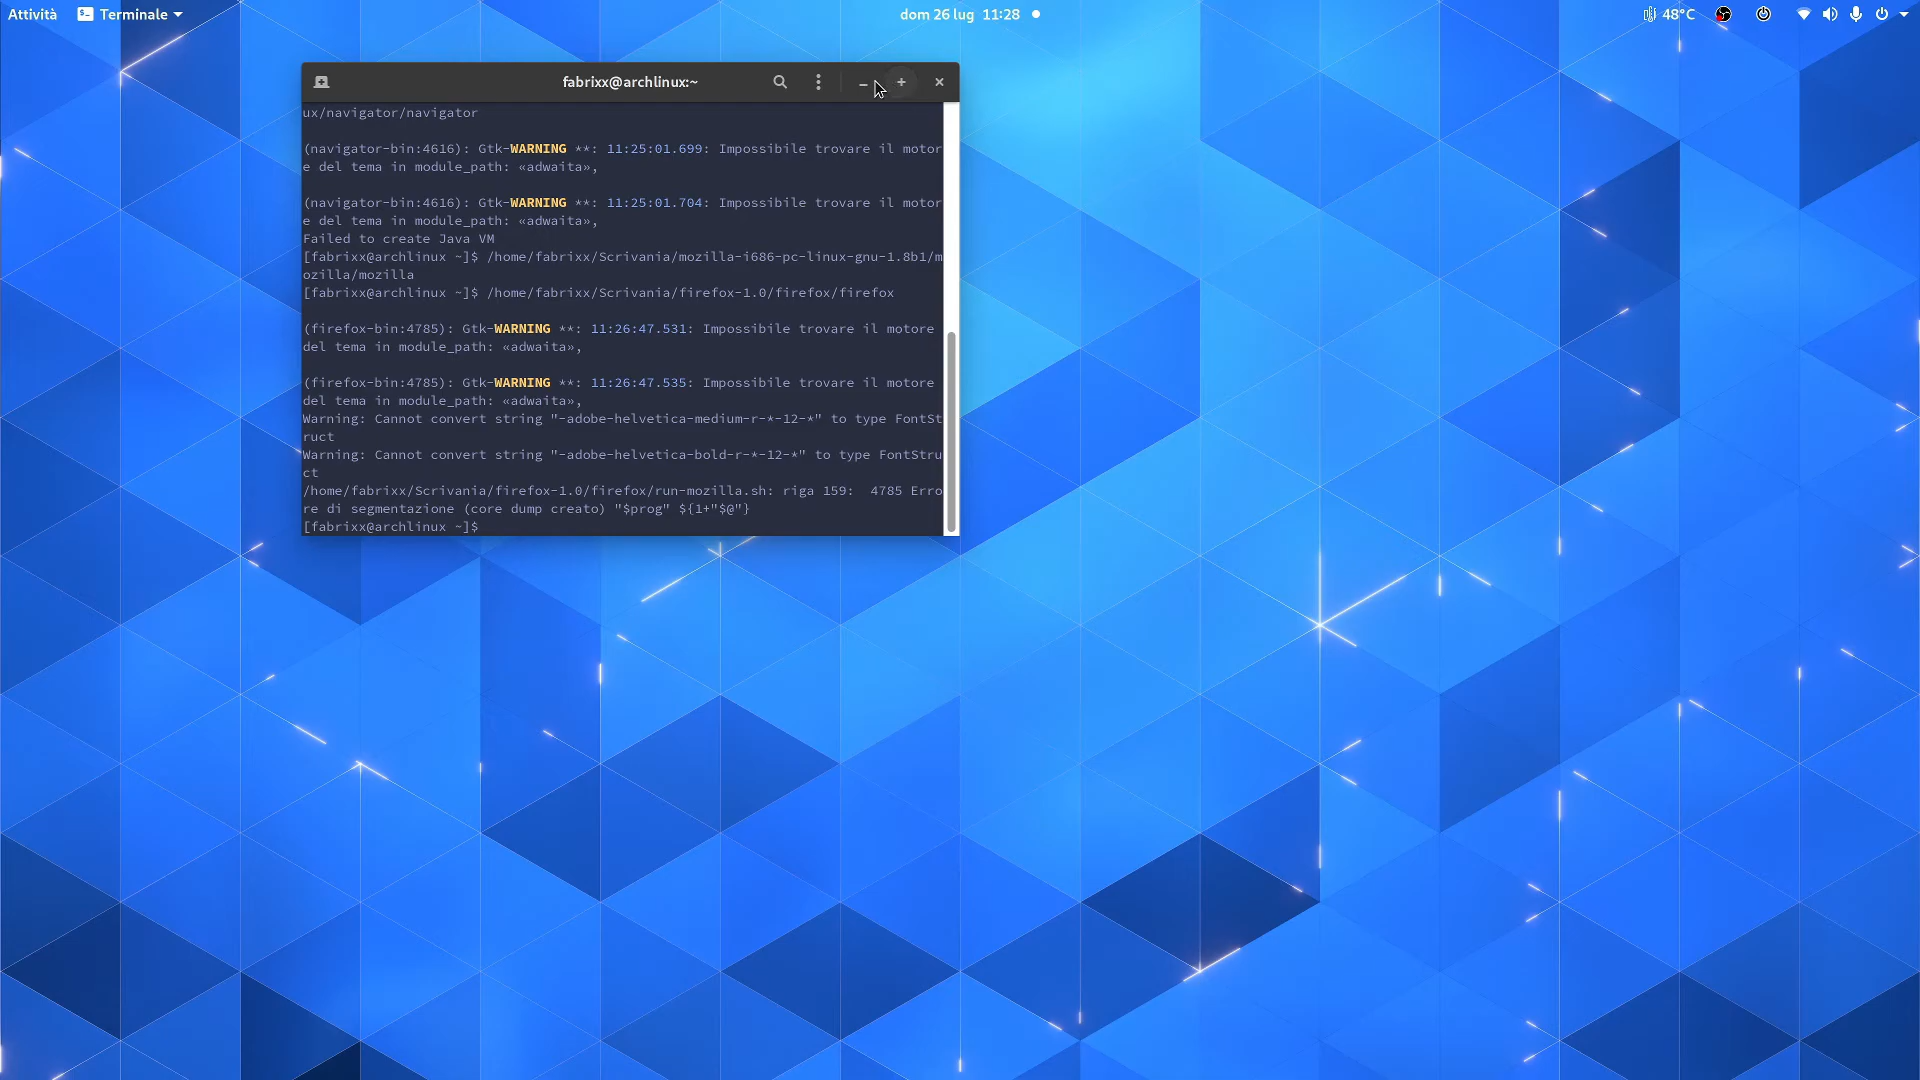 Attività Terminale dom 26 lug 11:28 48°C
fabrixx@archlinux:~
ux/navigator/navigator
(navigator-bin:4616): Gtk-WARNING **: 11:25:01.699: Impossibile trovare il motor
e del tema in module_path: «adwaita»,
(navigator-bin:4616): Gtk-WARNING **: 11:25:01.704: Impossibile trovare il motor
e del tema in module_path: «adwaita»,
Failed to create Java VM
[fabrixx@archlinux ~]$ /home/fabrixx/Scrivania/mozilla-i686-pc-linux-gnu-1.8b1/m
ozilla/mozilla
[fabrixx@archlinux ~]$ /home/fabrixx/Scrivania/firefox-1.0/firefox/firefox
(firefox-bin:4785): Gtk-WARNING **: 11:26:47.531: Impossibile trovare il motore
del tema in module_path: «adwaita»,
(firefox-bin:4785): Gtk-WARNING **: 11:26:47.535: Impossibile trovare il motore
del tema in module_path: «adwaita»,
Warning: Cannot convert string "-adobe-helvetica-medium-r-*-12-*" to type FontSt
ruct
Warning: Cannot convert string "-adobe-helvetica-bold-r-*-12-*" to type FontStru
ct
/home/fabrixx/Scrivania/firefox-1.0/firefox/run-mozilla.sh: riga 159:  4785 Erro
re di segmentazione (core dump creato) "$prog" ${1+"$@"}
[fabrixx@archlinux ~]$